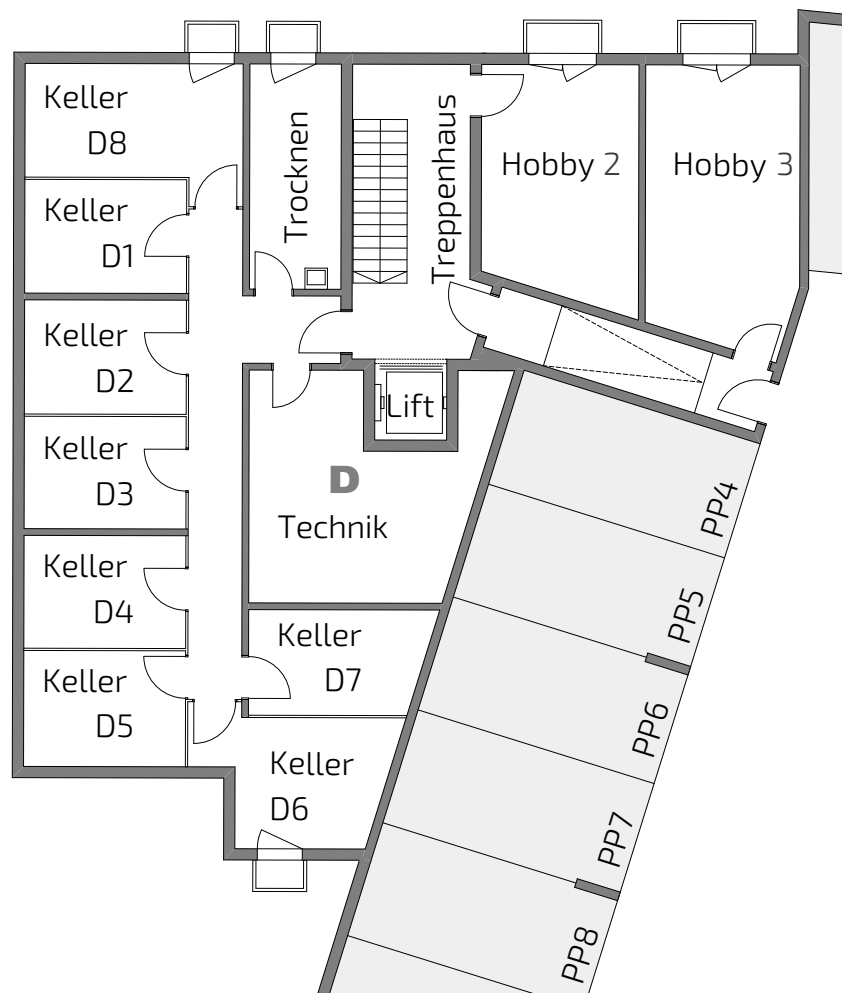 Keller
D8
Keller
D1
Keller
D2
Keller
D3
Keller
D4
Keller
D5
Trocknen
Treppenhaus
Hobby 2
Hobby 3
Lift
D
Technik
Keller
D7
Keller
D6
PP4
PP5
PP6
PP7
PP8